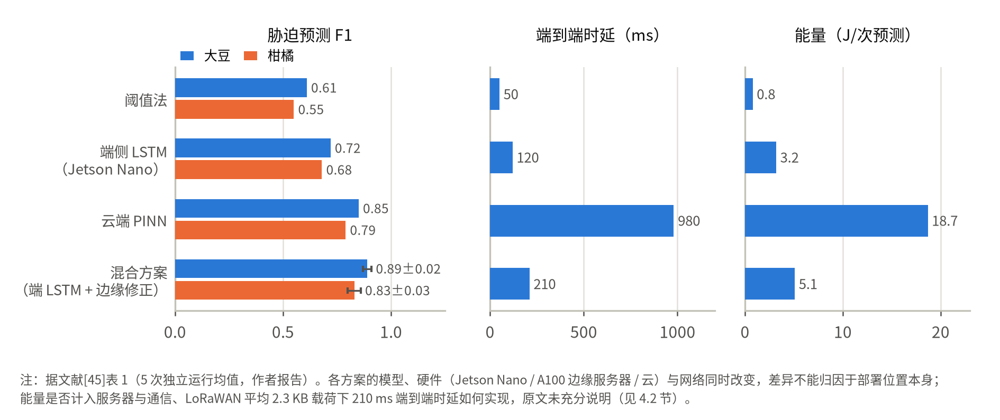 胁迫预测 F1
大豆 柑橘
阈值法
0.61
0.55
端侧 LSTM
（Jetson Nano）
0.72
0.68
云端 PINN
0.85
0.79
混合方案
（端 LSTM + 边缘修正）
0.89±0.02
0.83±0.03
0.0 0.5 1.0
端到端时延（ms）
50
120
980
210
0 500 1000
能量（J/次预测）
0.8
3.2
18.7
5.1
0 10 20
注：据文献[45]表 1（5 次独立运行均值，作者报告）。各方案的模型、硬件（Jetson Nano / A100 边缘服务器 / 云）与网络同时改变，差异不能归因于部署位置本身；
能量是否计入服务器与通信、LoRaWAN 平均 2.3 KB 载荷下 210 ms 端到端时延如何实现，原文未充分说明（见 4.2 节）。